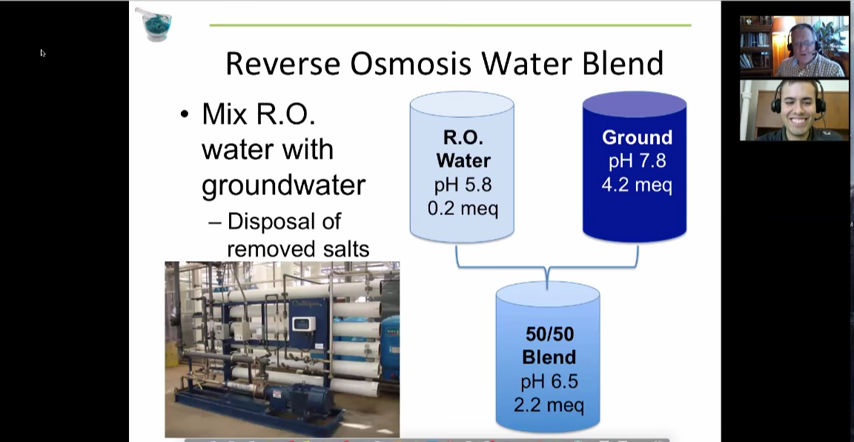 Reverse Osmosis Water Blend
• Mix R.O.
water with
groundwater
– Disposal of
removed salts
R.O.
Water
pH 5.8
0.2 meq
Ground
pH 7.8
4.2 meq
50/50
Blend
pH 6.5
2.2 meq